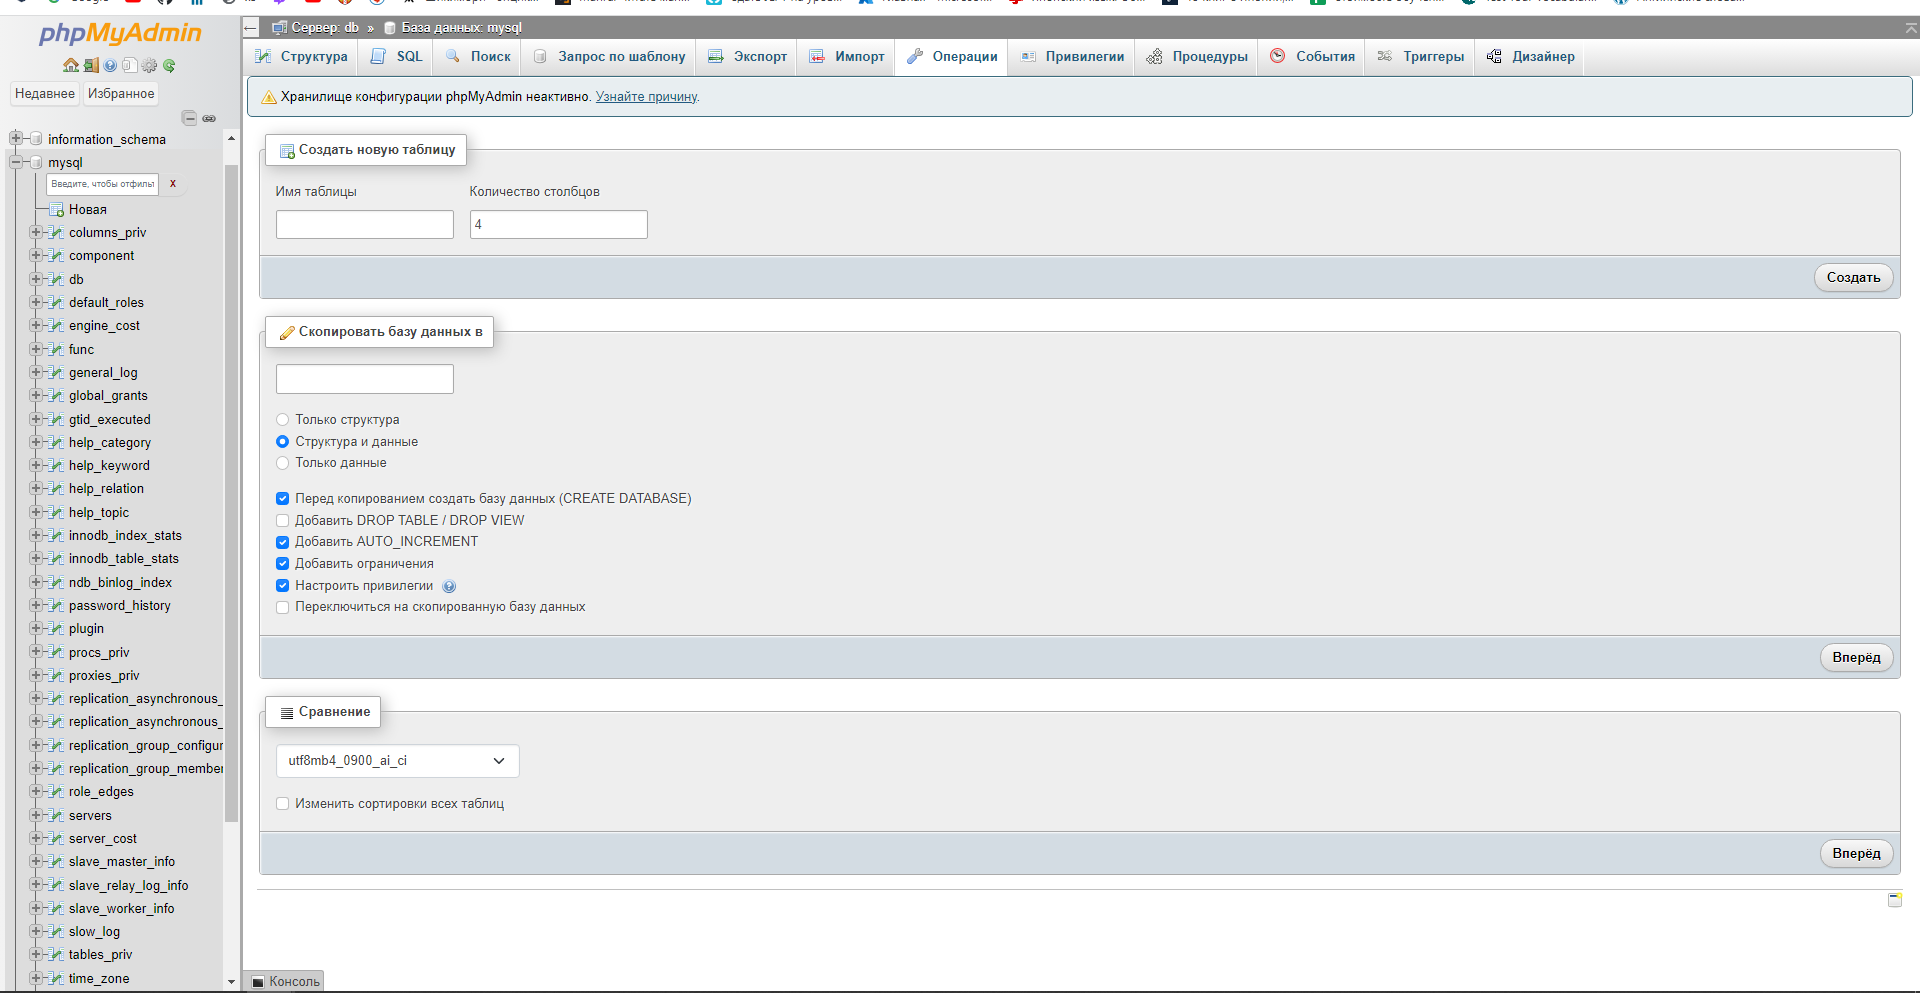 phpMyAdmin
Недавнее
Избранное
information_schema
mysql
Введите, чтобы отфильт
x
Новая
columns_priv
component
db
default_roles
engine_cost
func
general_log
global_grants
gtid_executed
help_category
help_keyword
help_relation
help_topic
innodb_index_stats
innodb_table_stats
ndb_binlog_index
password_history
plugin
procs_priv
proxies_priv
replication_asynchronous_
replication_asynchronous_
replication_group_configur
replication_group_member
role_edges
servers
server_cost
slave_master_info
slave_relay_log_info
slave_worker_info
slow_log
tables_priv
time_zone
Сервер: db » База данных: mysql
Структура SQL Поиск Запрос по шаблону Экспорт Импорт Операции Привилегии Процедуры События Триггеры Дизайнер
Хранилище конфигурации phpMyAdmin неактивно. Узнайте причину.
Создать новую таблицу
Имя таблицы Количество столбцов
4
Создать
Скопировать базу данных в
Только структура
Структура и данные
Только данные
Перед копированием создать базу данных (CREATE DATABASE)
Добавить DROP TABLE / DROP VIEW
Добавить AUTO_INCREMENT
Добавить ограничения
Настроить привилегии
Переключиться на скопированную базу данных
Вперёд
Сравнение
utf8mb4_0900_ai_ci
Изменить сортировки всех таблиц
Вперёд
Консоль